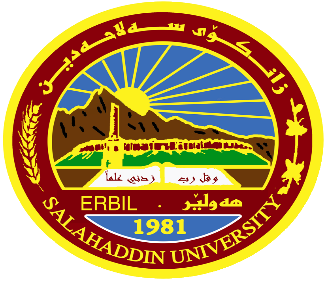 زانكۆی سەلاحەدین
وقل رب زدني علماً
ERBIL . هەولێر
1981
SALAHADDIN UNIVERSITY